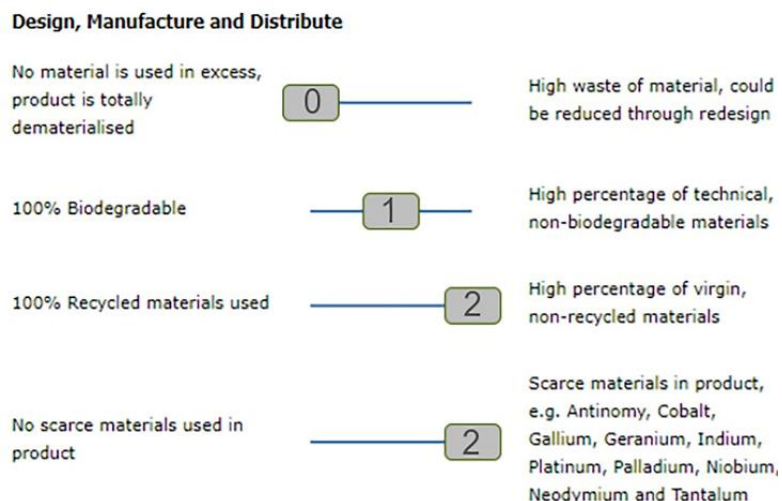 Design, Manufacture and Distribute
No material is used in excess,
product is totally
dematerialised
0
High waste of material, could
be reduced through redesign
100% Biodegradable
1
High percentage of technical,
non-biodegradable materials
100% Recycled materials used
2
High percentage of virgin,
non-recycled materials
No scarce materials used in
product
2
Scarce materials in product,
e.g. Antinomy, Cobalt,
Gallium, Geranium, Indium,
Platinum, Palladium, Niobium,
Neodymium and Tantalum